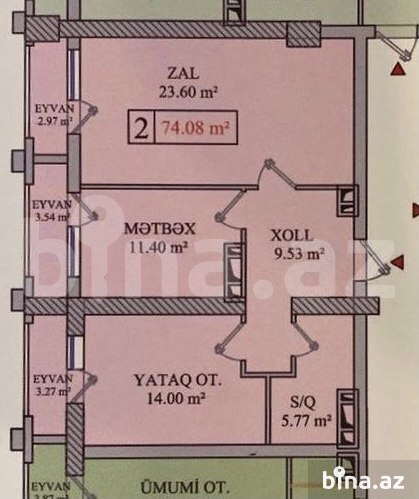 ZAL
23.60 m²
EYVAN
2.97 m²
2 74.08 m²
EYVAN
3.54 m²
MƏTBƏX
11.40 m²
XOLL
9.53 m²
bina.az
EYVAN
3.27 m²
YATAQ OT.
14.00 m²
S/Q
5.77 m²
EYVAN
3.87 m²
ÜMUMİ OT.
bina.az